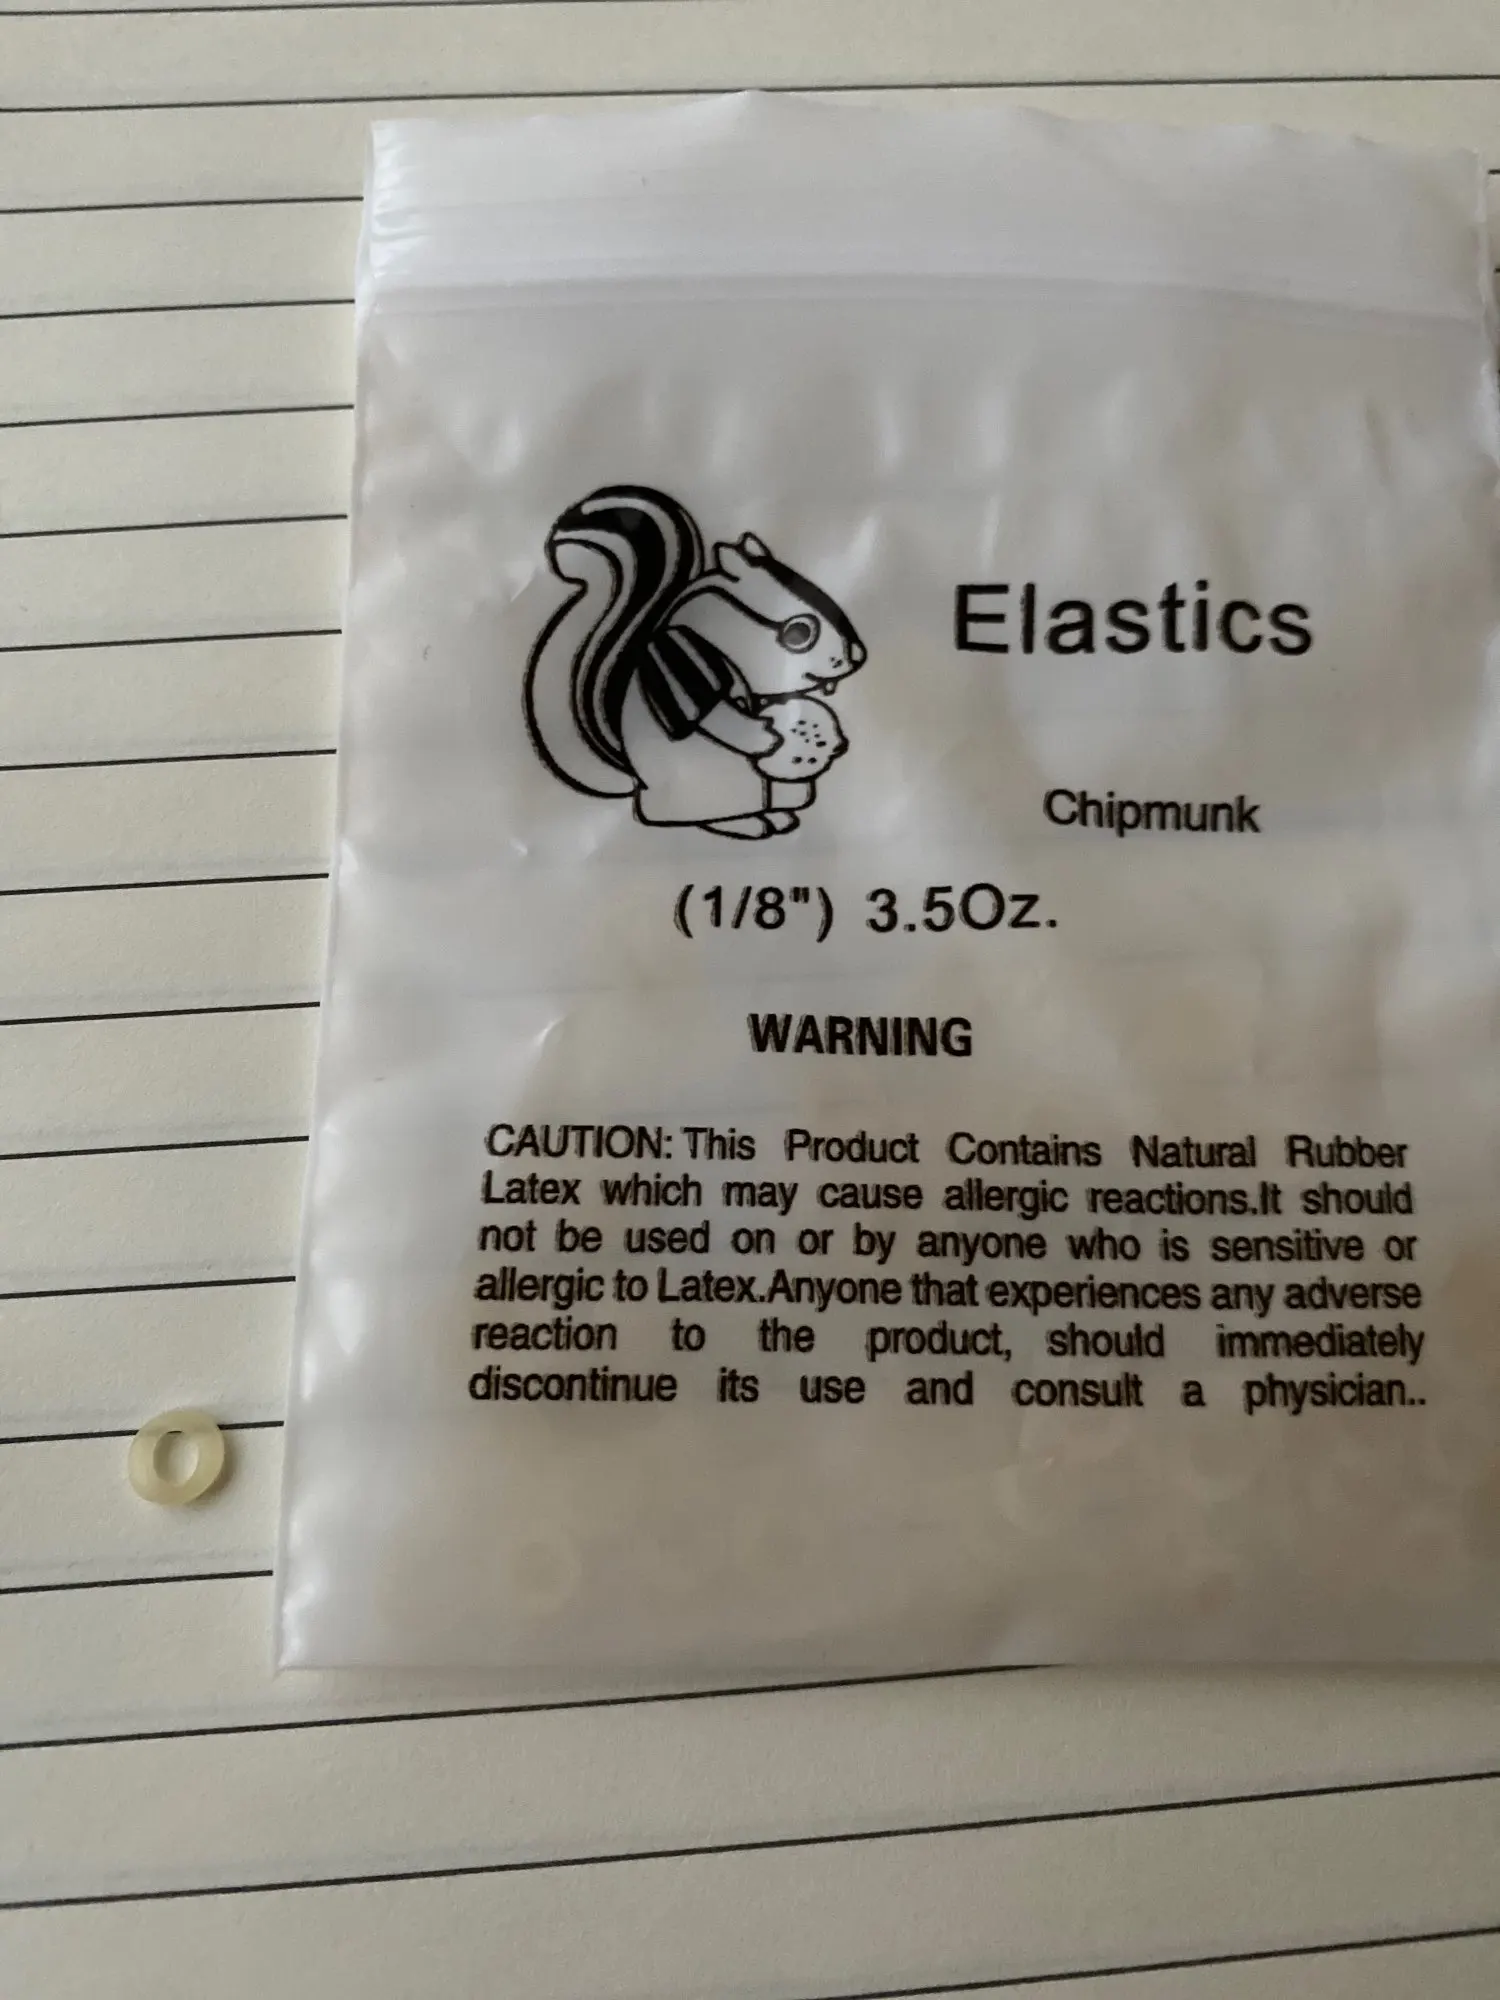 Elastics
Chipmunk
(1/8") 3.5Oz.
WARNING
CAUTION: This Product Contains Natural Rubber
Latex which may cause allergic reactions.It should
not be used on or by anyone who is sensitive or
allergic to Latex.Anyone that experiences any adverse
reaction to the product, should immediately
discontinue its use and consult a physician..